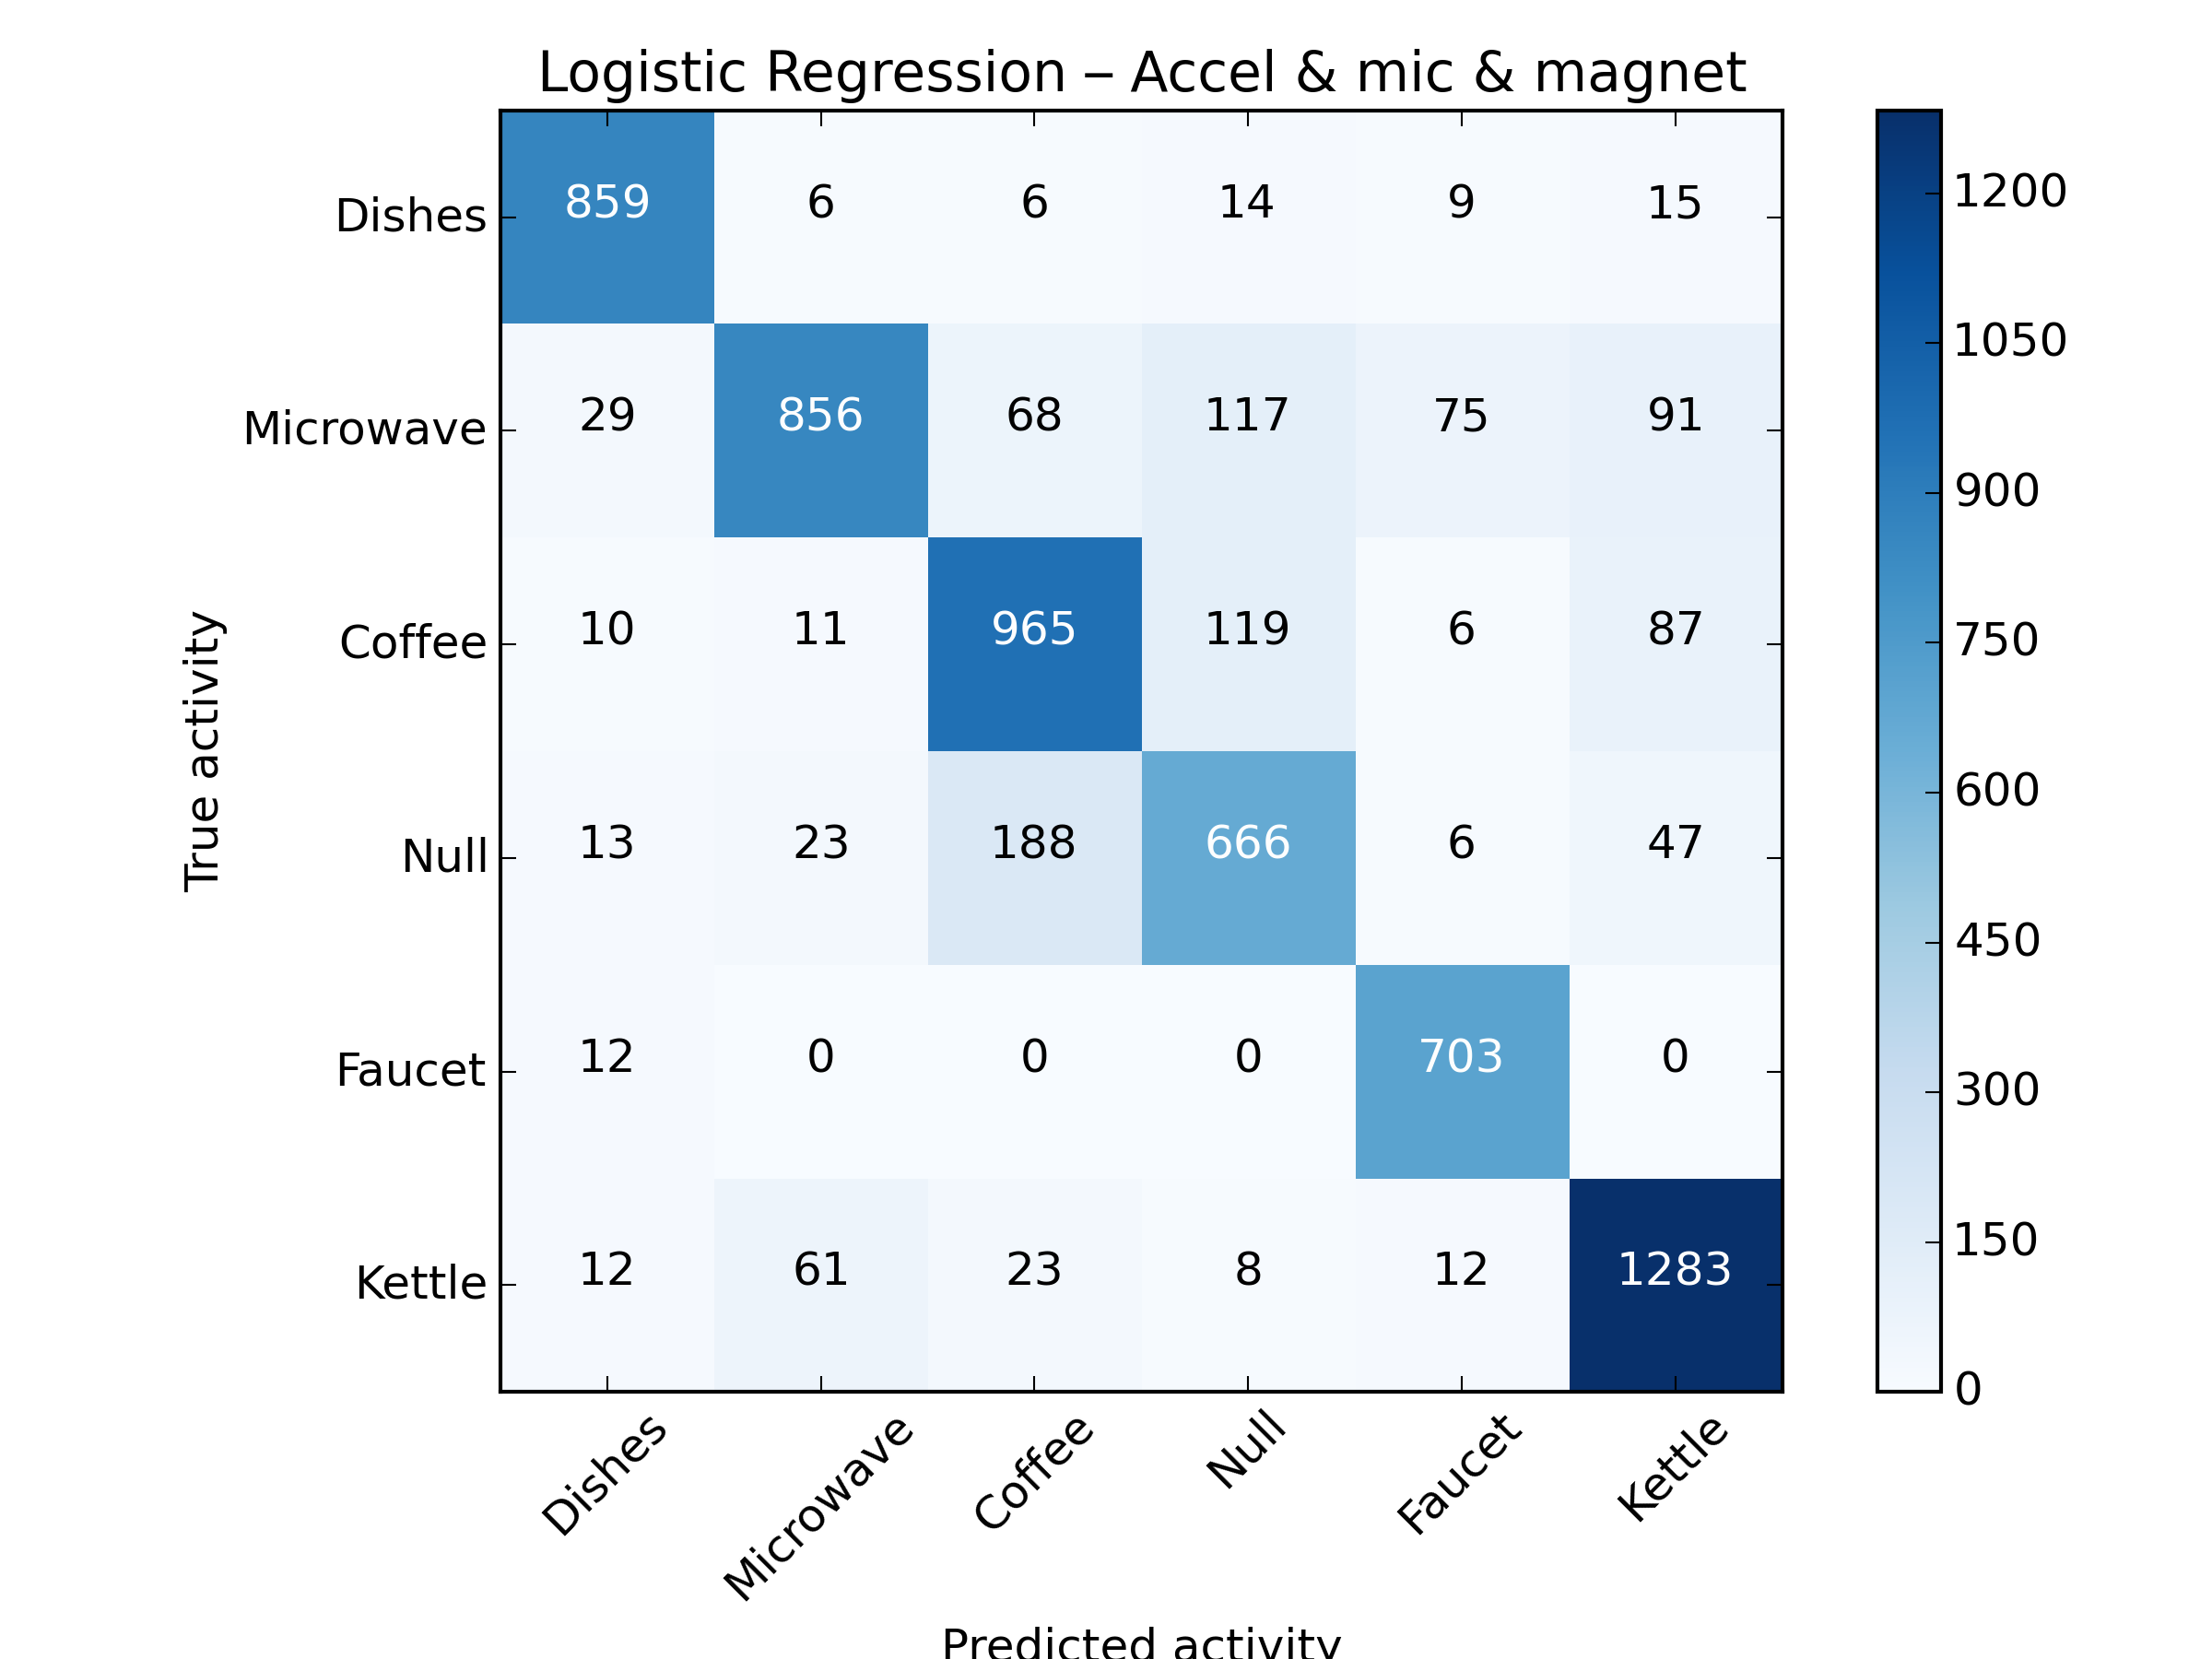 Logistic Regression – Accel & mic & magnet
Dishes 859 6 6 14 9 15
Microwave 29 856 68 117 75 91
Coffee 10 11 965 119 6 87
Null 13 23 188 666 6 47
Faucet 12 0 0 0 703 0
Kettle 12 61 23 8 12 1283
True activity
Dishes Microwave Coffee Null Faucet Kettle
Predicted activity
1200
1050
900
750
600
450
300
150
0